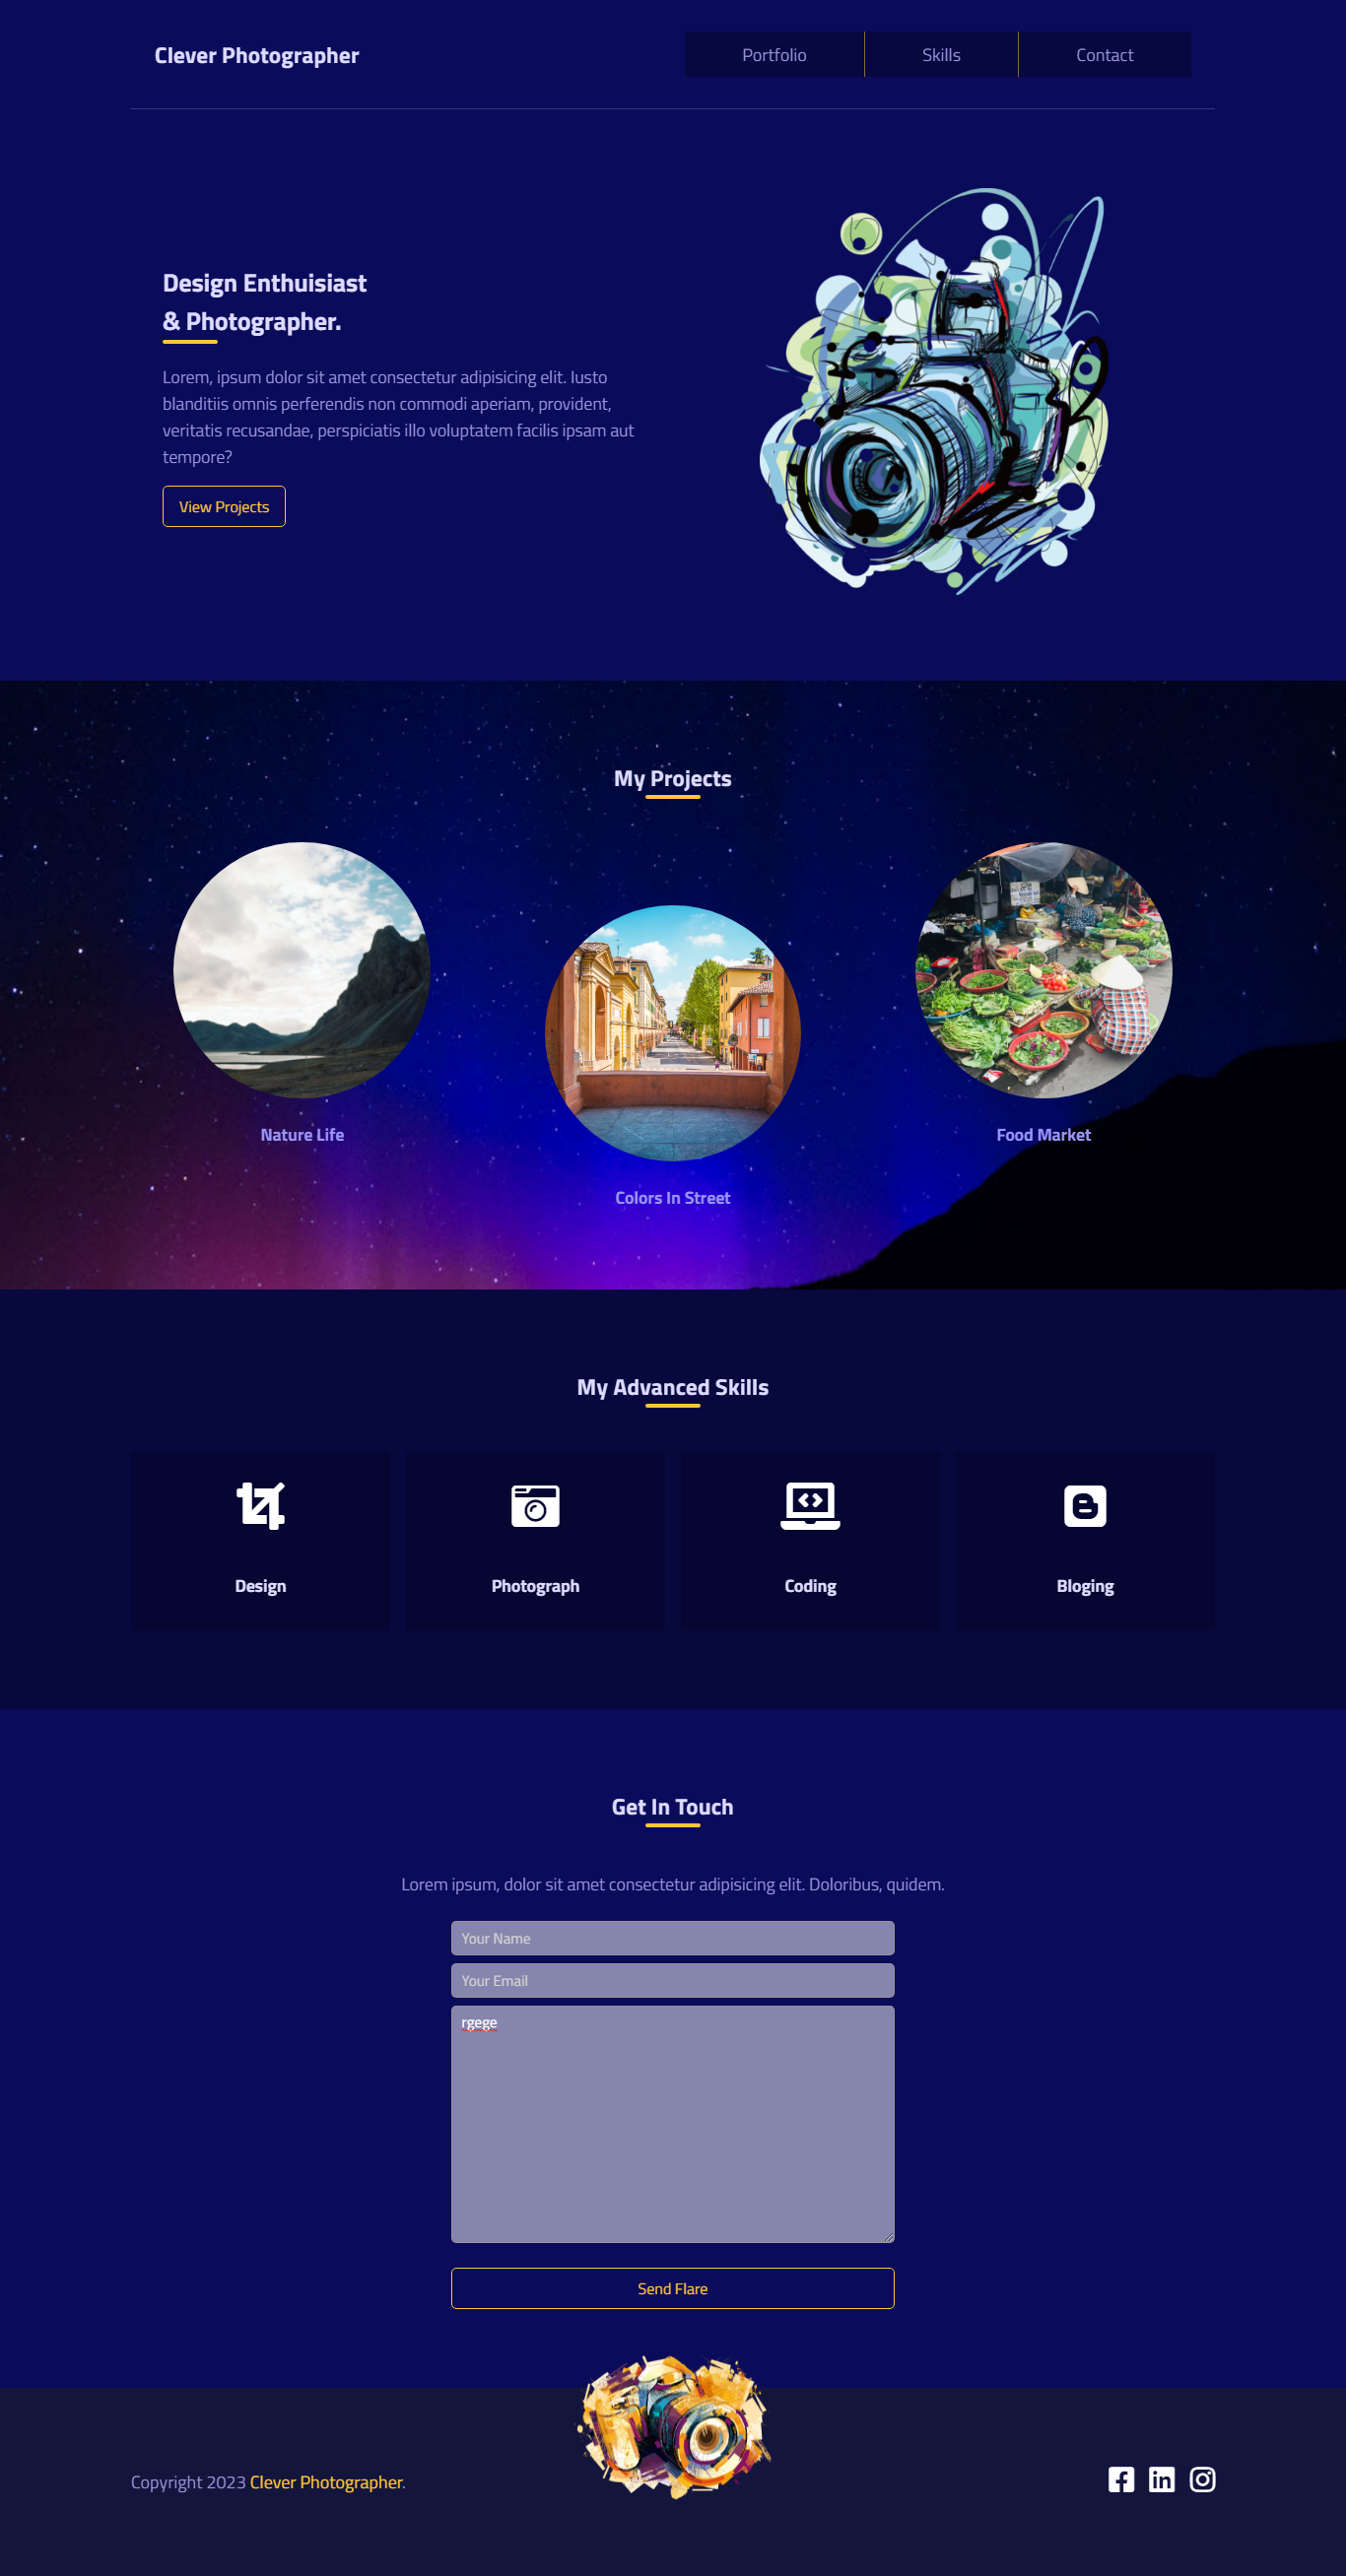 Clever Photographer
Portfolio
Skills
Contact
Design Enthuisiast
& Photographer.
Lorem, ipsum dolor sit amet consectetur adipisicing elit. Iusto
blanditiis omnis perferendis non commodi aperiam, provident,
veritatis recusandae, perspiciatis illo voluptatem facilis ipsam aut
tempore?
View Projects
My Projects
Nature Life
Colors In Street
Food Market
My Advanced Skills
Design
Photograph
Coding
Bloging
Get In Touch
Lorem ipsum, dolor sit amet consectetur adipisicing elit. Doloribus, quidem.
Your Name
Your Email
rgege
Send Flare
Copyright 2023 Clever Photographer.